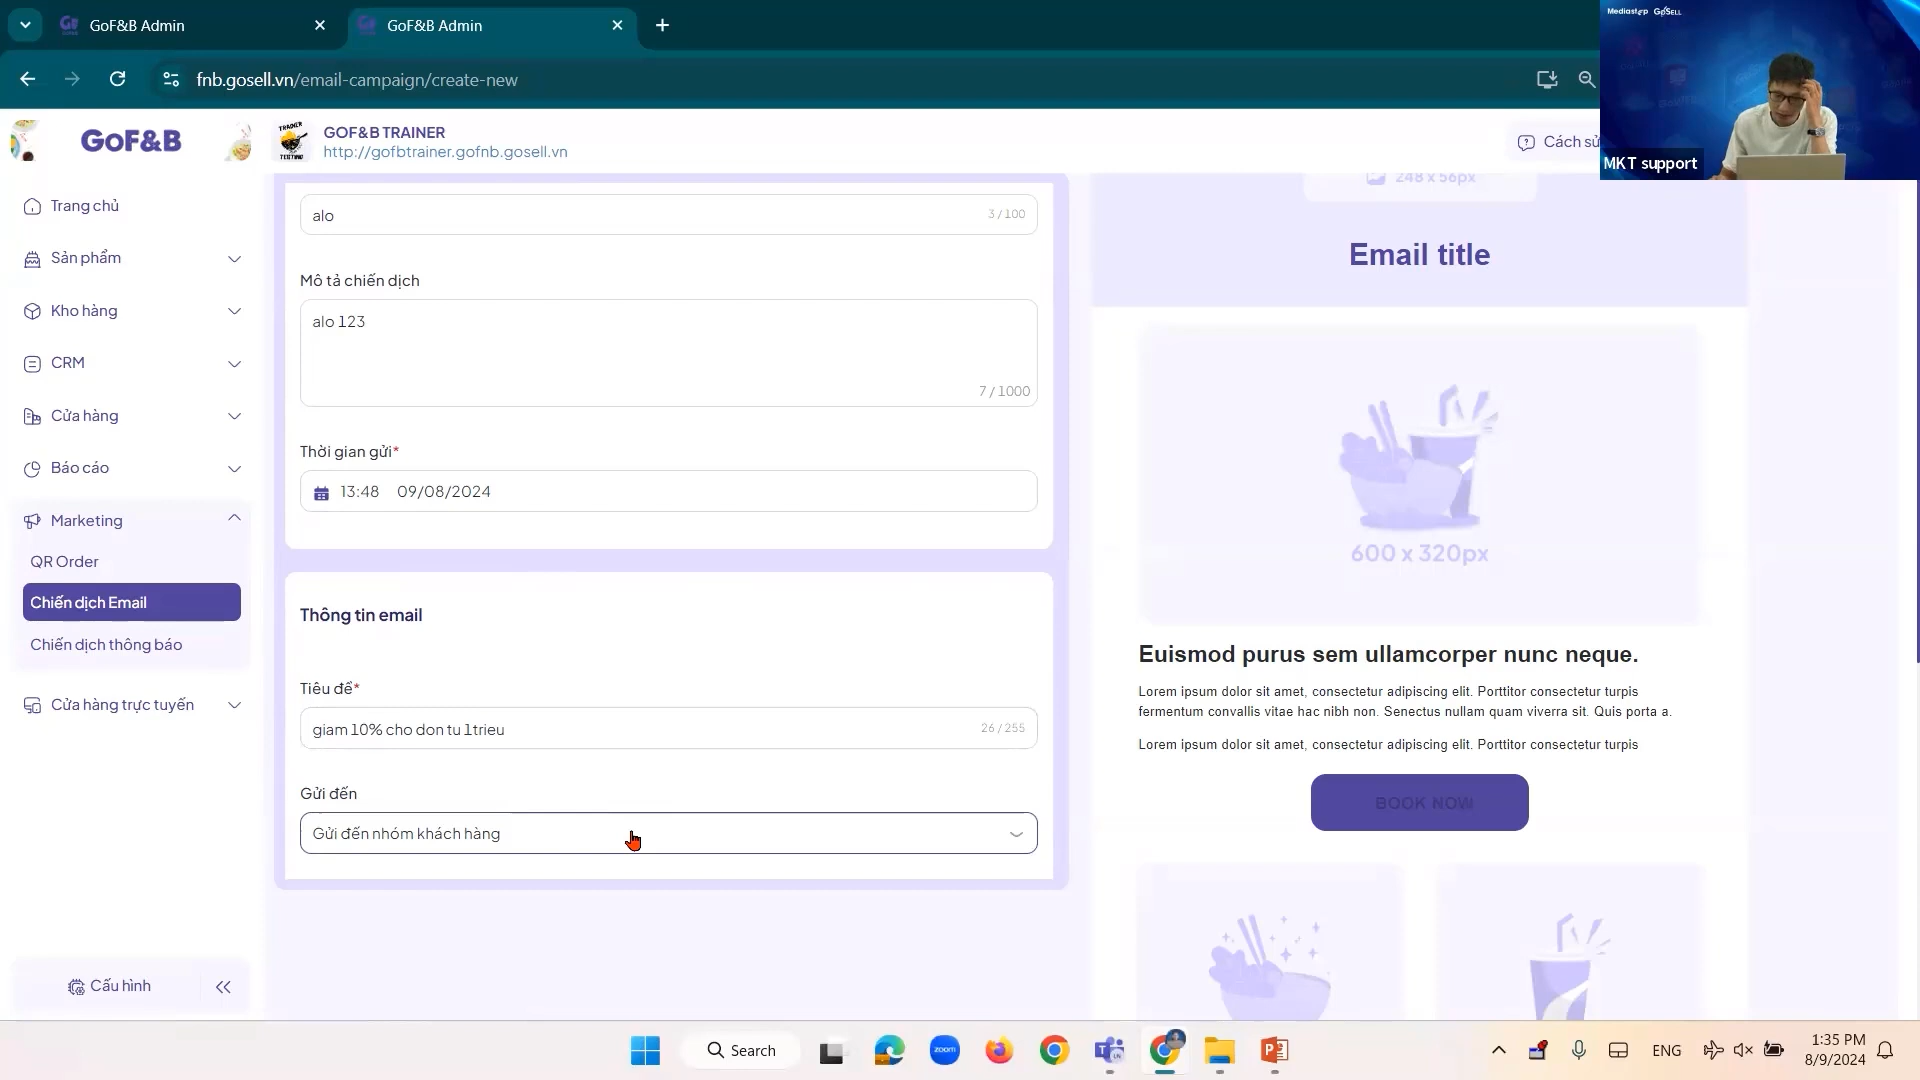 GoF&B Admin
GoF&B Admin
fnb.gosell.vn/email-campaign/create-new
Mediastep GoSELL
MKT support
GoF&B
TRAINER
TESTING
GOF&B TRAINER
http://gofbtrainer.gofnb.gosell.vn
Cách sử
Trang chủ
Sản phẩm
Kho hàng
CRM
Cửa hàng
Báo cáo
Marketing
QR Order
Chiến dịch Email
Chiến dịch thông báo
Cửa hàng trực tuyến
Cấu hình
alo
3 / 100
Mô tả chiến dịch
alo 123
7 / 1000
Thời gian gửi*
13:48 09/08/2024
Thông tin email
Tiêu đề*
giam 10% cho don tu 1trieu
26 / 255
Gửi đến
Gửi đến nhóm khách hàng
248 x 56px
Email title
600 x 320px
Euismod purus sem ullamcorper nunc neque.
Lorem ipsum dolor sit amet, consectetur adipiscing elit. Porttitor consectetur turpis
fermentum convallis vitae hac nibh non. Senectus nullam quam viverra sit. Quis porta a.
Lorem ipsum dolor sit amet, consectetur adipiscing elit. Porttitor consectetur turpis
BOOK NOW
Search
zoom
ENG
1:35 PM
8/9/2024